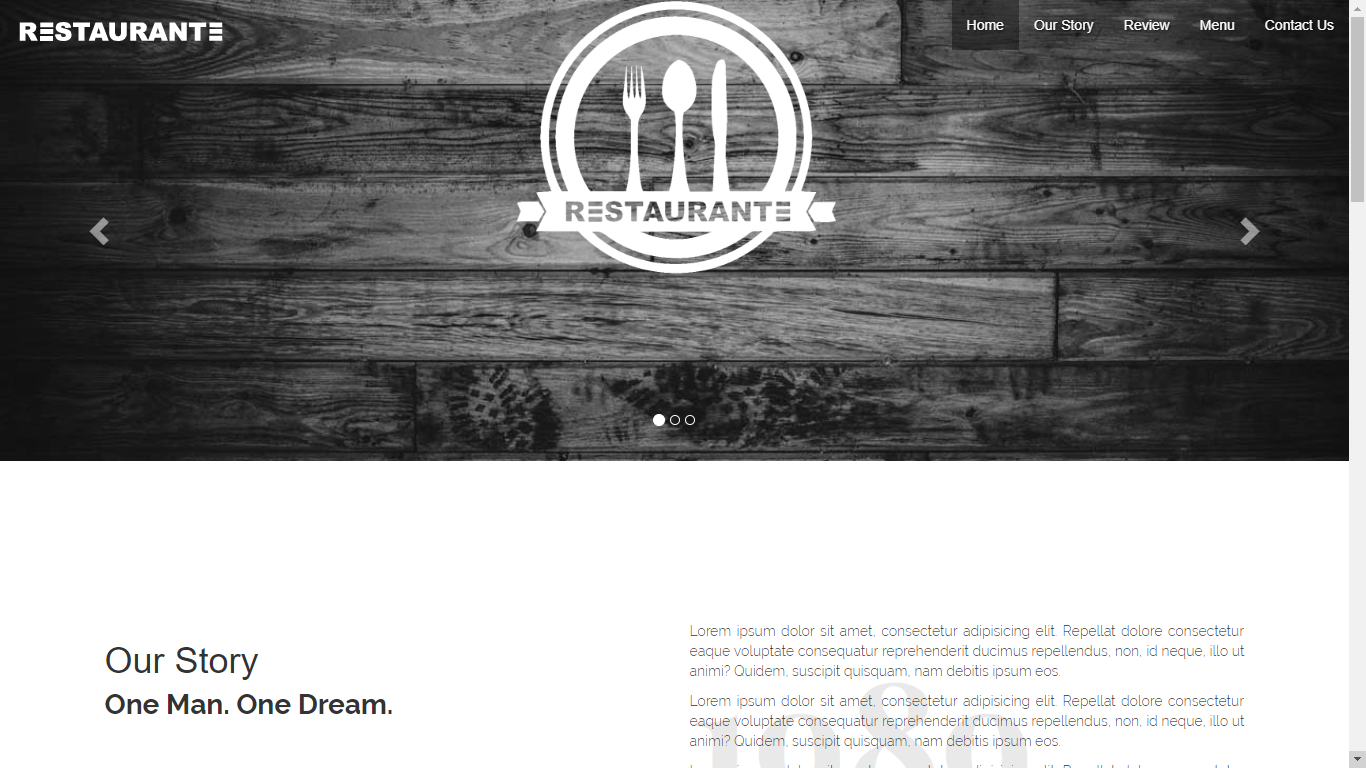 RESTAURANTE
Home Our Story Review Menu Contact Us
RESTAURANTE
Our Story
One Man. One Dream.
Lorem ipsum dolor sit amet, consectetur adipisicing elit. Repellat dolore consectetur
eaque voluptate consequatur reprehenderit ducimus repellendus, non, id neque, illo ut
animi? Quidem, suscipit quisquam, nam debitis ipsum eos.
Lorem ipsum dolor sit amet, consectetur adipisicing elit. Repellat dolore consectetur
eaque voluptate consequatur reprehenderit ducimus repellendus, non, id neque, illo ut
animi? Quidem, suscipit quisquam, nam debitis ipsum eos.